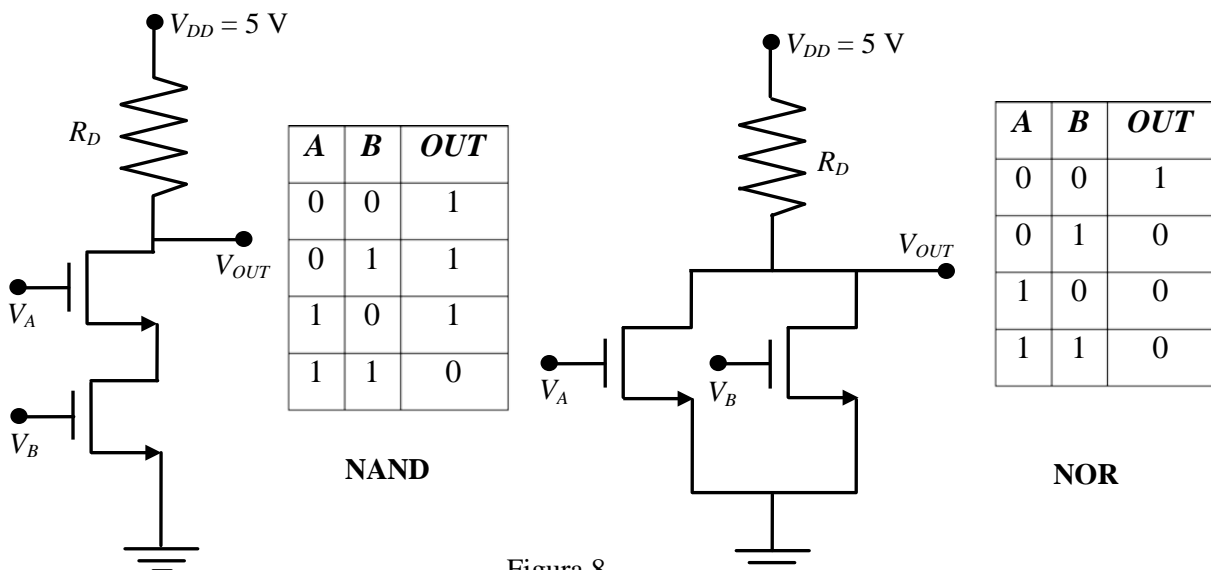 V_DD = 5 V
R_D
V_OUT
V_A
V_B
A B OUT
0 0 1
0 1 1
1 0 1
1 1 0
NAND
V_DD = 5 V
R_D
V_OUT
V_A
V_B
A B OUT
0 0 1
0 1 0
1 0 0
1 1 0
NOR
Figura 8